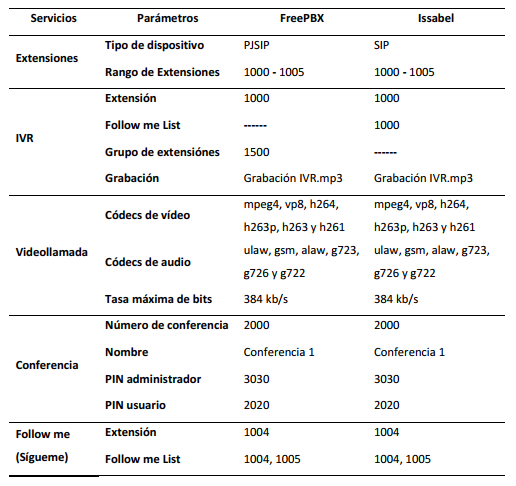 Servicios Parámetros FreePBX Issabel
Extensiones Tipo de dispositivo PJSIP SIP
Rango de Extensiones 1000 - 1005 1000 - 1005
IVR Extensión 1000 1000
Follow me List ------ 1000
Grupo de extensiónes 1500 ------
Grabación Grabación IVR.mp3 Grabación IVR.mp3
Videollamada Códecs de vídeo mpeg4, vp8, h264, mpeg4, vp8, h264,
h263p, h263 y h261 h263p, h263 y h261
Códecs de audio ulaw, gsm, alaw, g723, ulaw, gsm, alaw, g723,
g726 y g722 g726 y g722
Tasa máxima de bits 384 kb/s 384 kb/s
Conferencia Número de conferencia 2000 2000
Nombre Conferencia 1 Conferencia 1
PIN administrador 3030 3030
PIN usuario 2020 2020
Follow me Extensión 1004 1004
(Sígueme) Follow me List 1004, 1005 1004, 1005